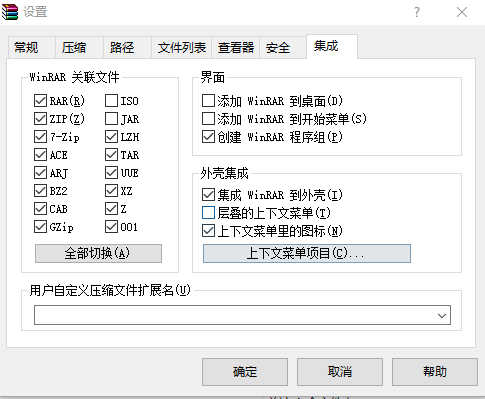 设置
常规 压缩 路径 文件列表 查看器 安全 集成
WinRAR 关联文件
RAR(R) ISO
ZIP(Z) JAR
7-Zip LZH
ACE TAR
ARJ UUE
BZ2 XZ
CAB Z
GZip 001
全部切换(A)
界面
添加 WinRAR 到桌面(D)
添加 WinRAR 到开始菜单(S)
创建 WinRAR 程序组(P)
外壳集成
集成 WinRAR 到外壳(I)
层叠的上下文菜单(T)
上下文菜单里的图标(N)
上下文菜单项目(C)...
用户自定义压缩文件扩展名(U)
确定 取消 帮助